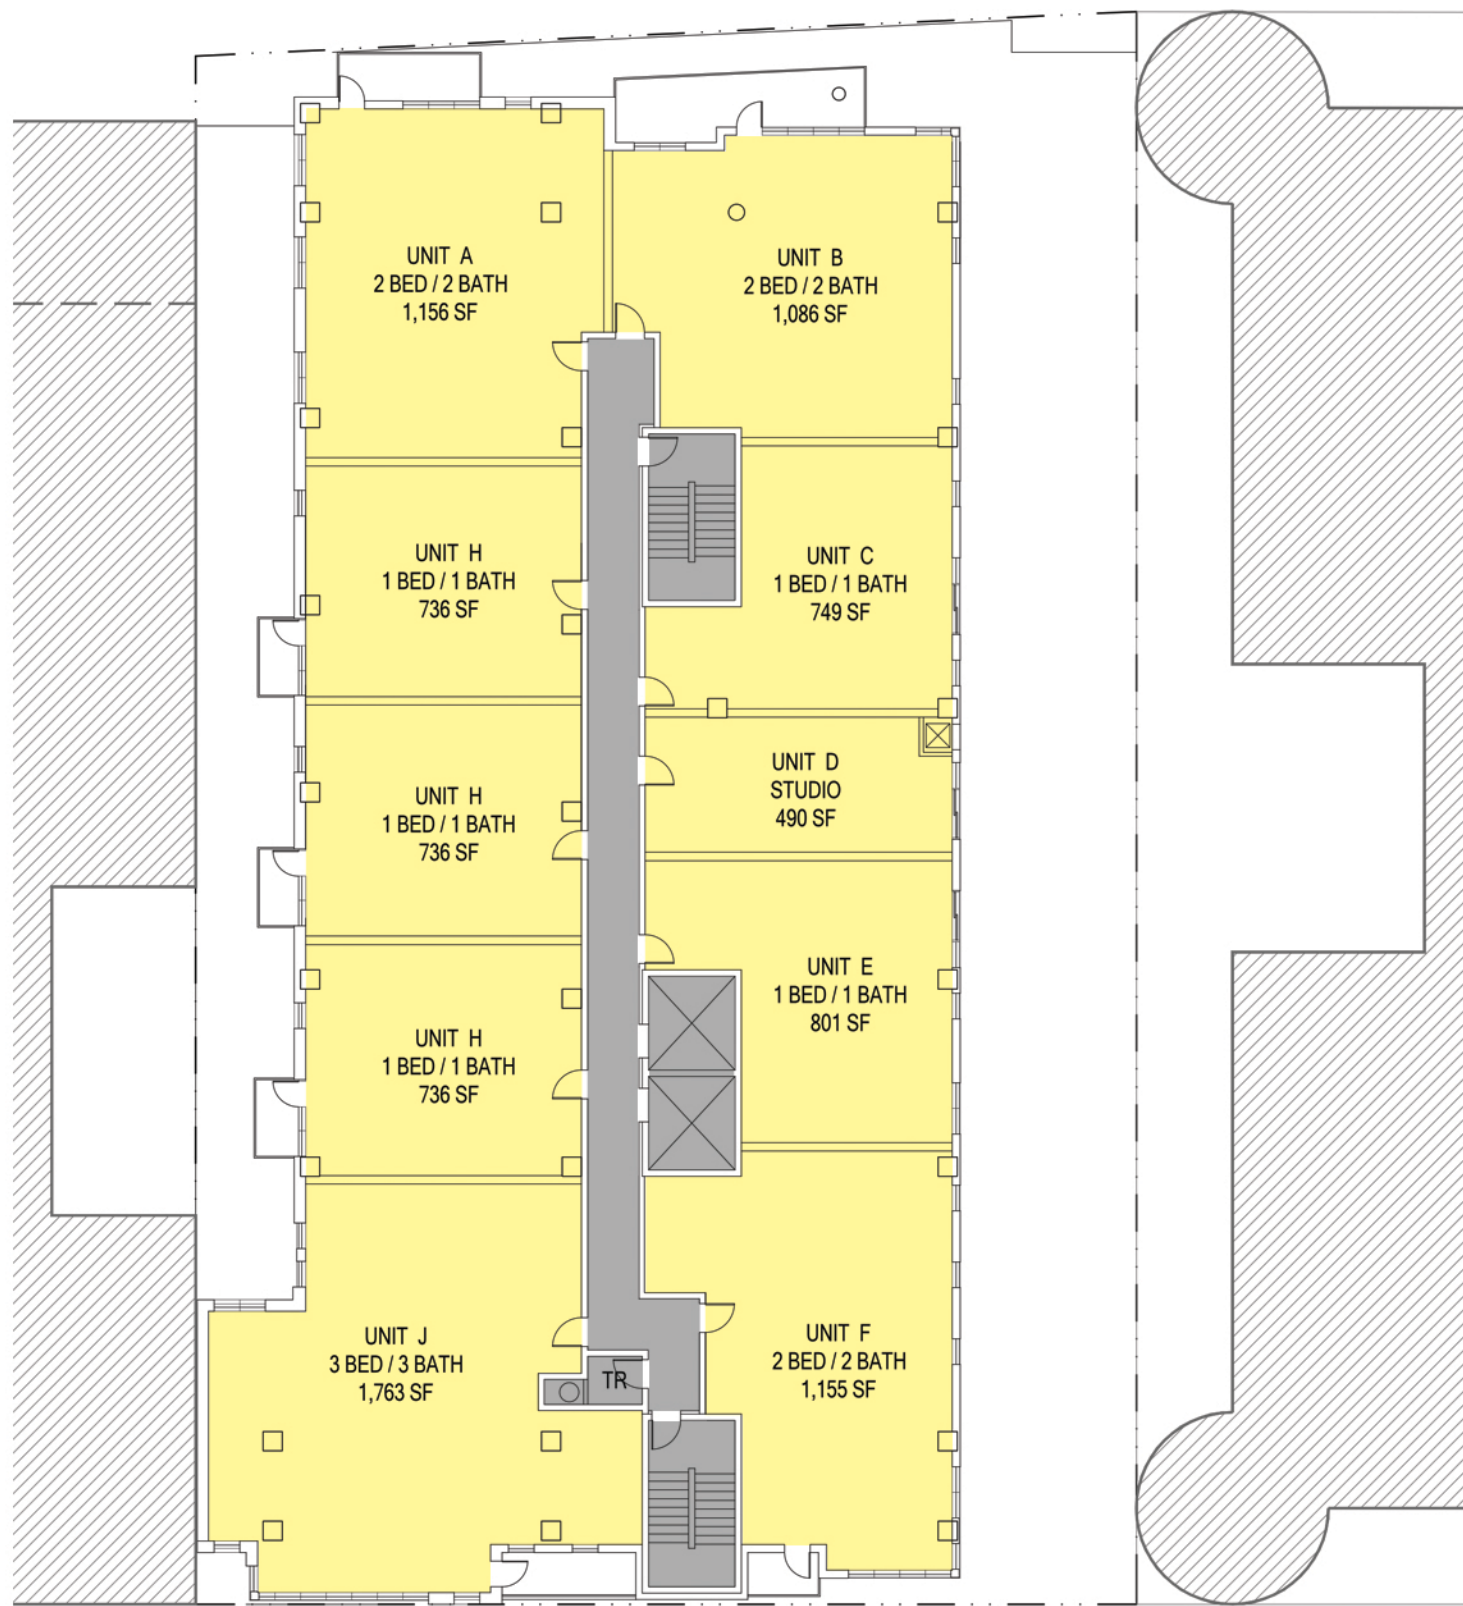 UNIT A
2 BED / 2 BATH
1,156 SF
UNIT B
2 BED / 2 BATH
1,086 SF
UNIT H
1 BED / 1 BATH
736 SF
UNIT C
1 BED / 1 BATH
749 SF
UNIT H
1 BED / 1 BATH
736 SF
UNIT D
STUDIO
490 SF
UNIT H
1 BED / 1 BATH
736 SF
UNIT E
1 BED / 1 BATH
801 SF
UNIT J
3 BED / 3 BATH
1,763 SF
TR
UNIT F
2 BED / 2 BATH
1,155 SF